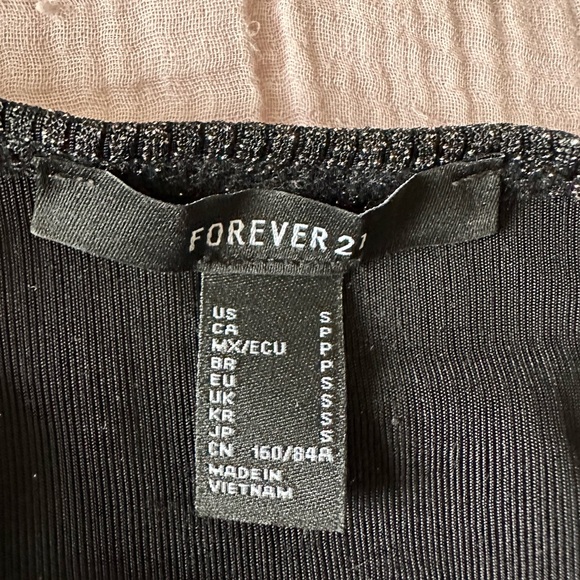 FOREVER 21
US S
CA P
MX/ECU P
BR P
EU S
UK S
KR S
JP S
CN 160/84A
MADE IN
VIETNAM